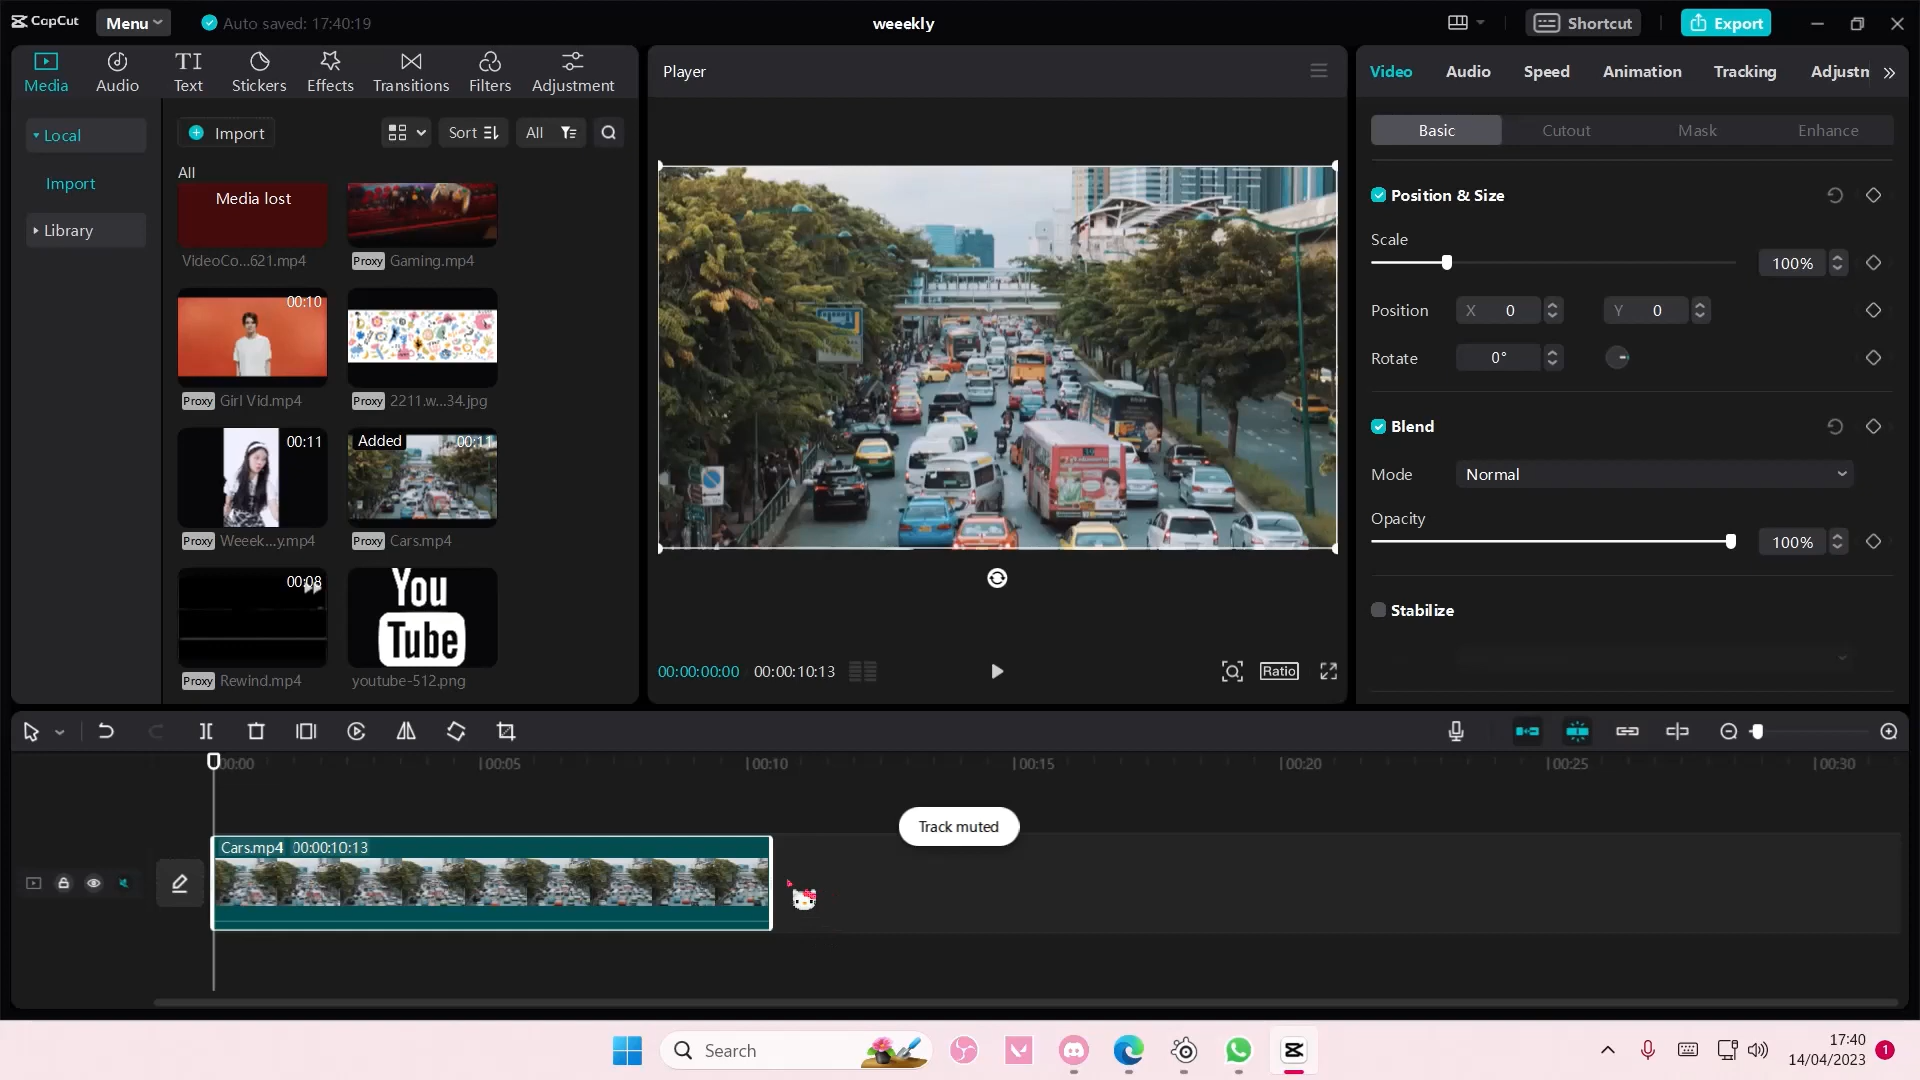 CapCut
Menu
Auto saved: 17:40:19
weeekly
Shortcut
Export
Media
Audio
TI
Text
Stickers
Effects
Transitions
Filters
Adjustment
Local
Import
Library
Import
Sort
All
All
Media lost
VideoCo...621.mp4
Proxy Gaming.mp4
00:10
Proxy Girl Vid.mp4
Proxy 2211.w...34.jpg
00:11
Proxy Weeek...y.mp4
Added 00:11
Proxy Cars.mp4
00:08
Proxy Rewind.mp4
You
Tube
youtube-512.png
Player
00:00:00:00 00:00:10:13
Ratio
Video
Audio
Speed
Animation
Tracking
Adjustn
Basic
Cutout
Mask
Enhance
Position & Size
Scale
100%
Position X 0 Y 0
Rotate 0°
Blend
Mode Normal
Opacity
100%
Stabilize
00:00
00:05
00:10
00:15
00:20
00:25
00:30
Track muted
Cars.mp4 00:00:10:13
Search
17:40
14/04/2023
1